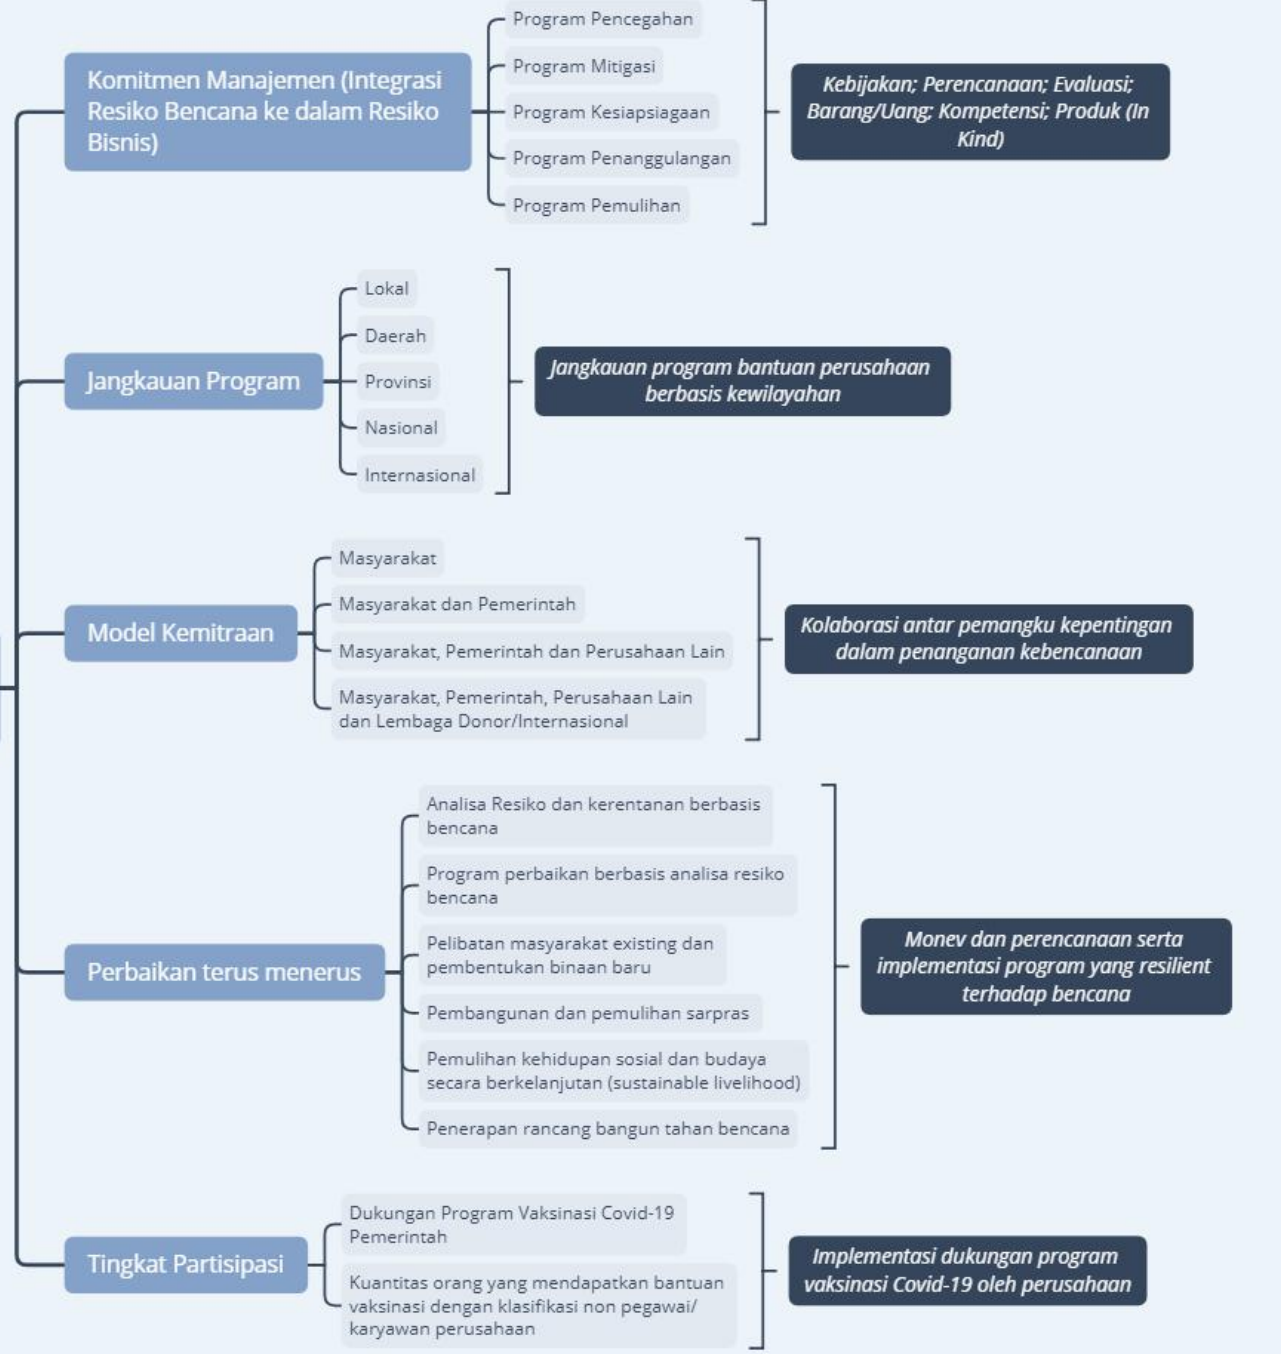 Komitmen Manajemen (Integrasi
Resiko Bencana ke dalam Resiko
Bisnis)
Program Pencegahan
Program Mitigasi
Program Kesiapsiagaan
Program Penanggulangan
Program Pemulihan
Kebijakan; Perencanaan; Evaluasi;
Barang/Uang; Kompetensi; Produk (In
Kind)
Jangkauan Program
Lokal
Daerah
Provinsi
Nasional
Internasional
Jangkauan program bantuan perusahaan
berbasis kewilayahan
Model Kemitraan
Masyarakat
Masyarakat dan Pemerintah
Masyarakat, Pemerintah dan Perusahaan Lain
Masyarakat, Pemerintah, Perusahaan Lain
dan Lembaga Donor/Internasional
Kolaborasi antar pemangku kepentingan
dalam penanganan kebencanaan
Perbaikan terus menerus
Analisa Resiko dan kerentanan berbasis
bencana
Program perbaikan berbasis analisa resiko
bencana
Pelibatan masyarakat existing dan
pembentukan binaan baru
Pembangunan dan pemulihan sarpras
Pemulihan kehidupan sosial dan budaya
secara berkelanjutan (sustainable livelihood)
Penerapan rancang bangun tahan bencana
Monev dan perencanaan serta
implementasi program yang resilient
terhadap bencana
Tingkat Partisipasi
Dukungan Program Vaksinasi Covid-19
Pemerintah
Kuantitas orang yang mendapatkan bantuan
vaksinasi dengan klasifikasi non pegawai/
karyawan perusahaan
Implementasi dukungan program
vaksinasi Covid-19 oleh perusahaan